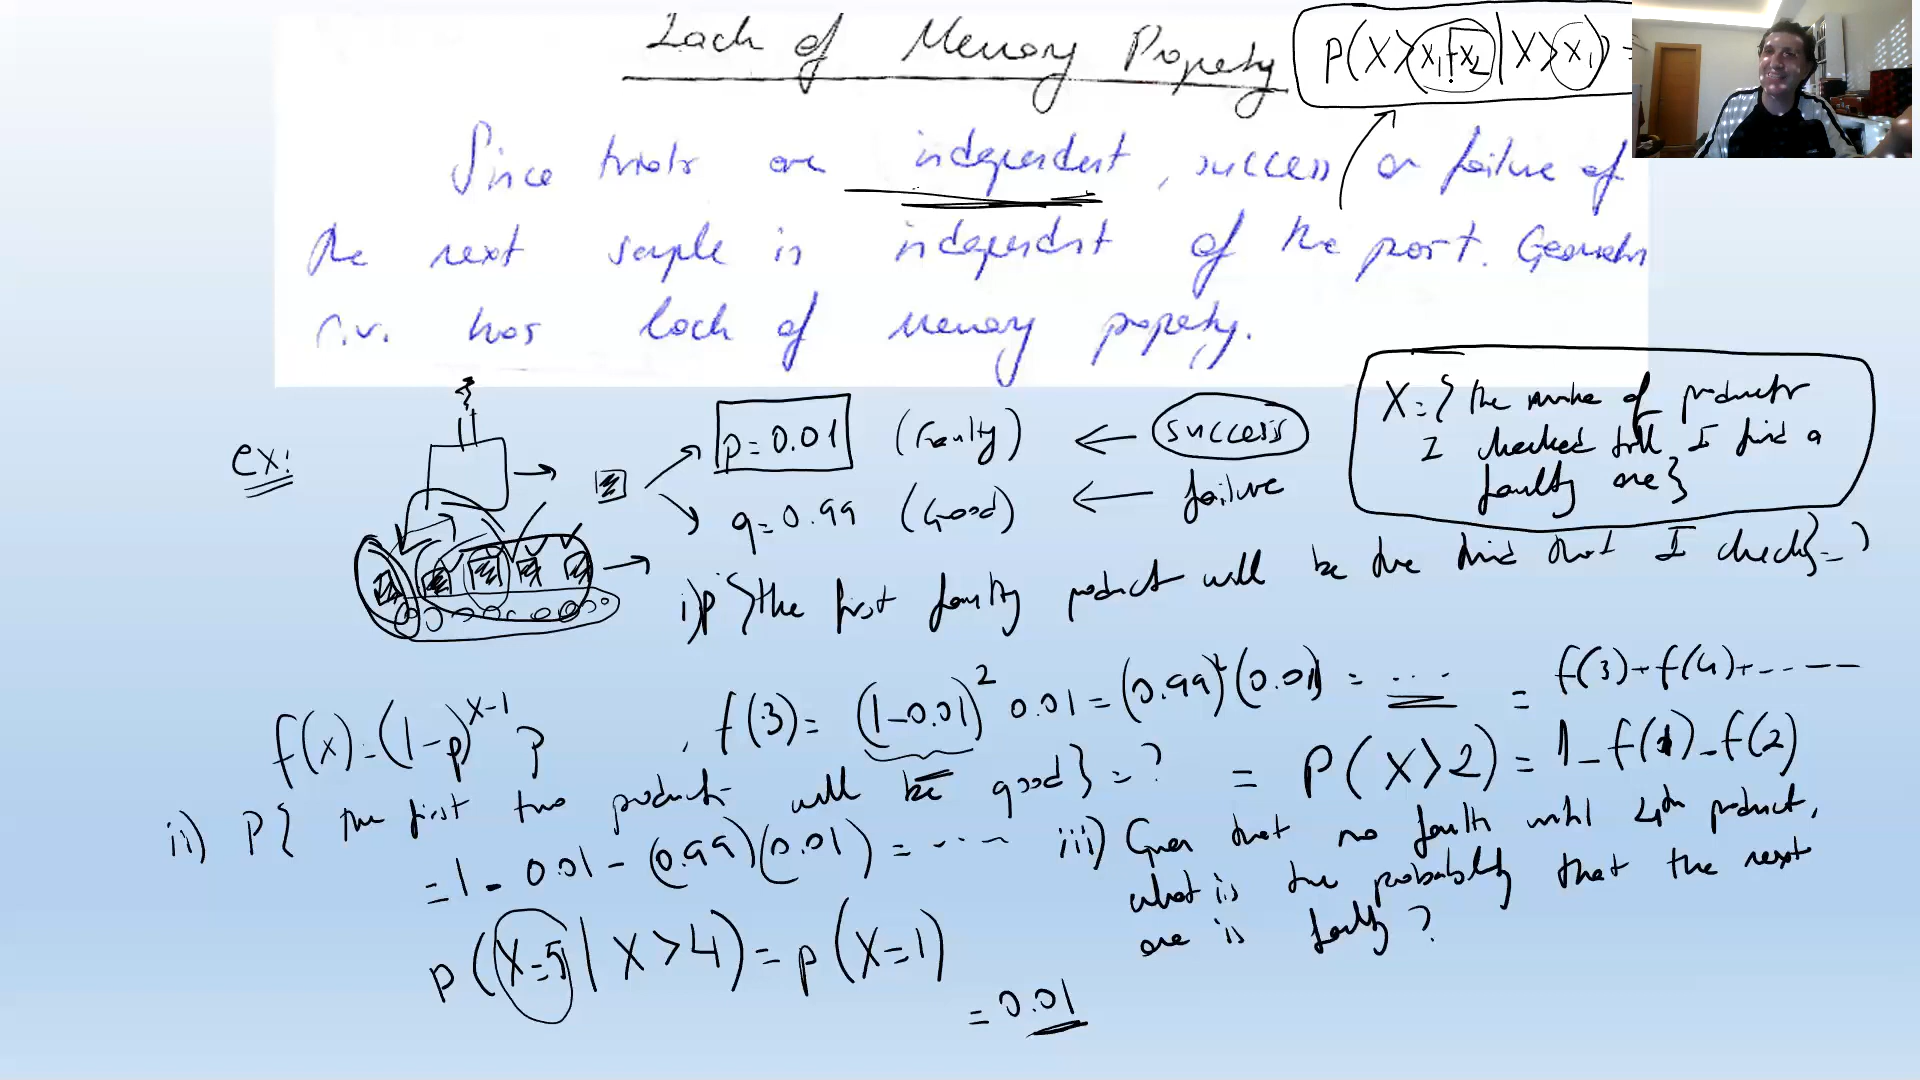 Lack of Memory Property
P(X>x₁+x₂|X>x₁)=
Since trials are independent, success or failure of
the next sample is independent of the past. Geometric
r.v. has lack of memory property.
ex:
p=0.01 (Faulty) ← success
q=0.99 (Good) ← failure
X={the number of products
I checked till I find a
faulty one}
i) P{the first faulty product will be the third that I check}=?
f(x)=(1-p)^{x-1} p, f(3)=(1-0.01)² 0.01=(0.99)²(0.01)=....
ii) P{the first two products will be good}=? = P(X>2)=1-f(1)-f(2)
=f(3)+f(4)+.....
=1-0.01-(0.99)(0.01)=....
iii) Given that no fault until 4th product,
what is the probability that the next
one is faulty?
P(X=5|X>4)=P(X=1)
=0.01